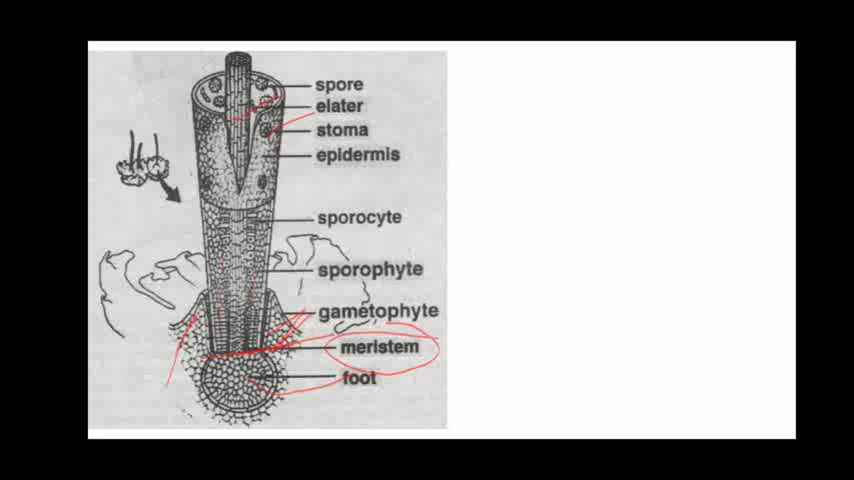 spore
elater
stoma
epidermis
sporocyte
sporophyte
gametophyte
meristem
foot